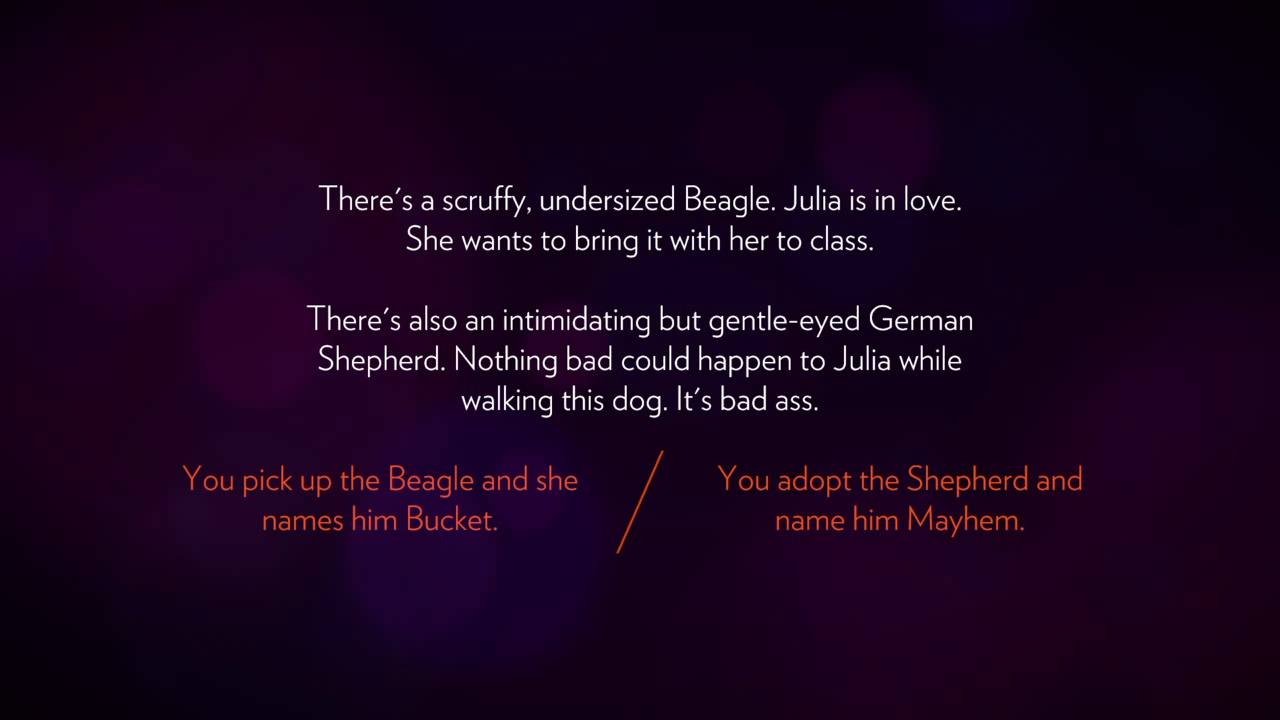 There's a scruffy, undersized Beagle. Julia is in love.
She wants to bring it with her to class.
There's also an intimidating but gentle-eyed German
Shepherd. Nothing bad could happen to Julia while
walking this dog. It's bad ass.
You pick up the Beagle and she
names him Bucket.
You adopt the Shepherd and
name him Mayhem.